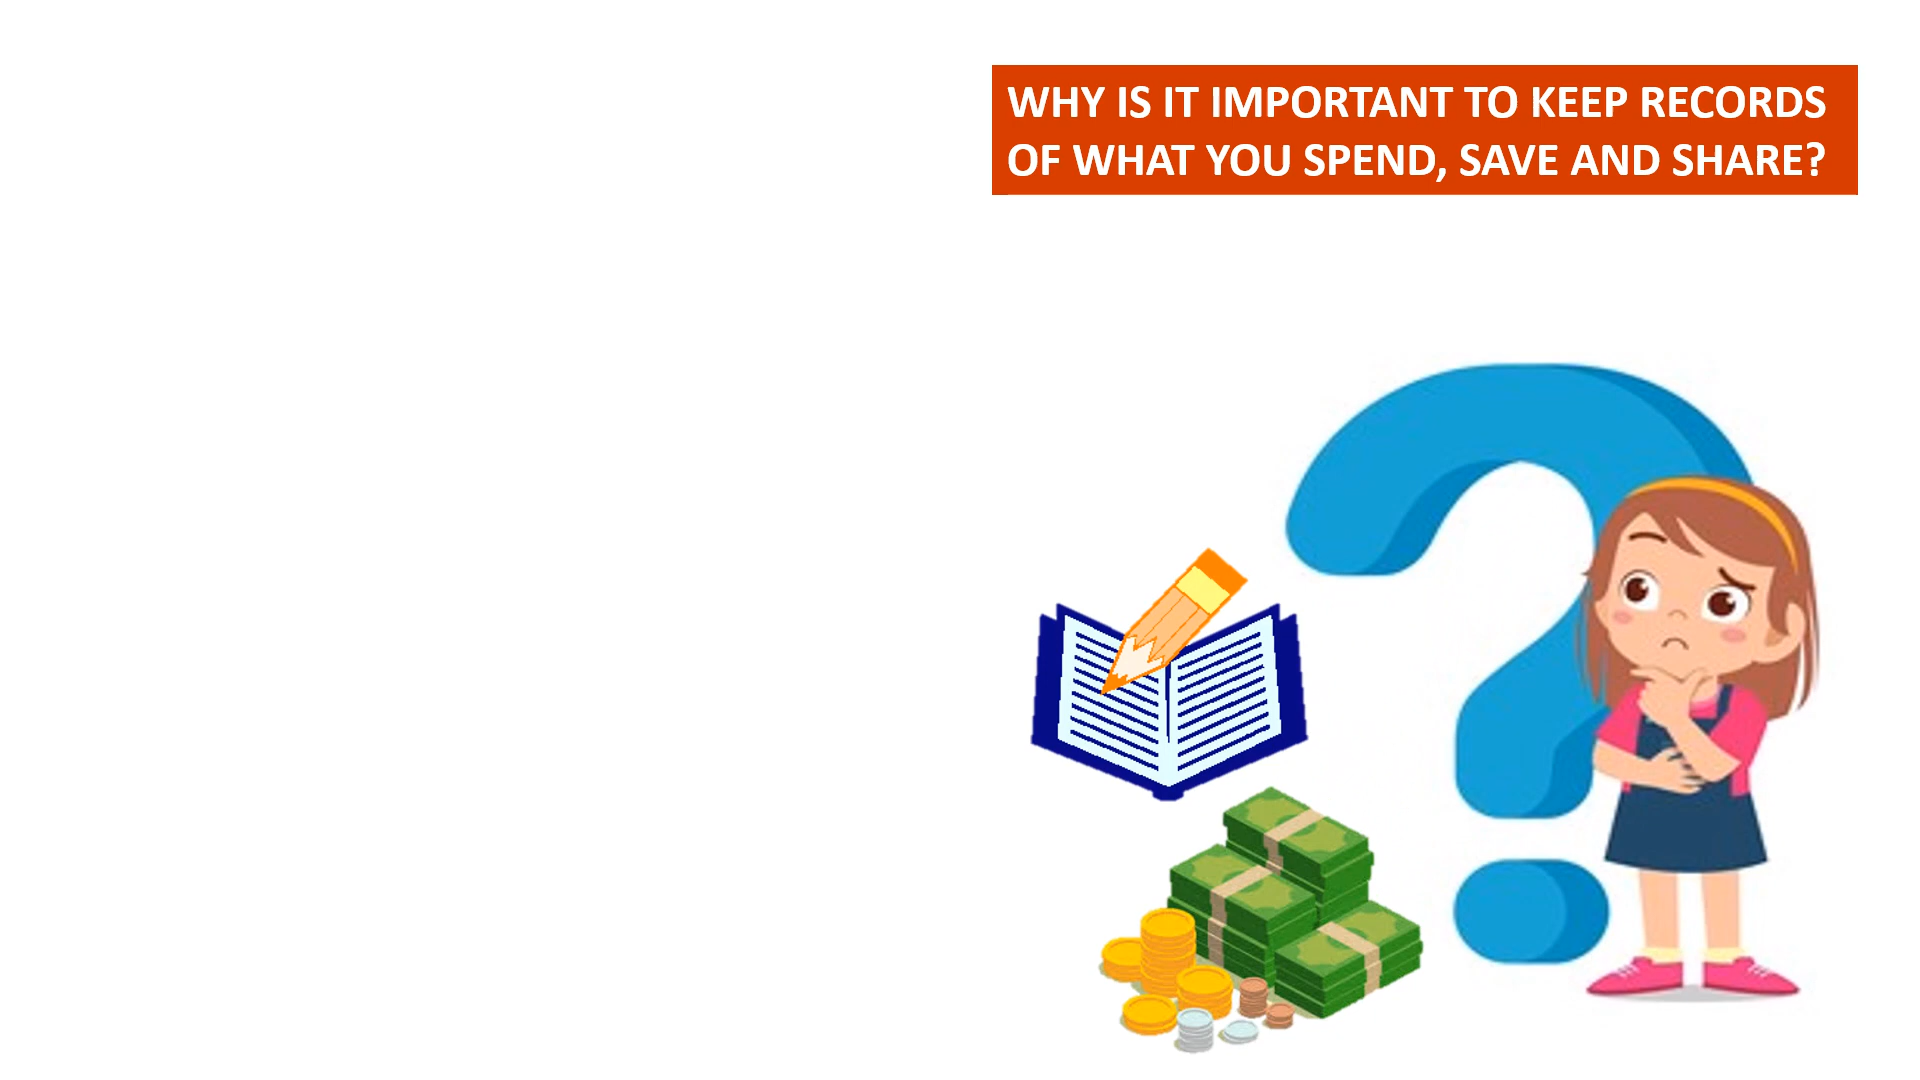 WHY IS IT IMPORTANT TO KEEP RECORDS
OF WHAT YOU SPEND, SAVE AND SHARE?